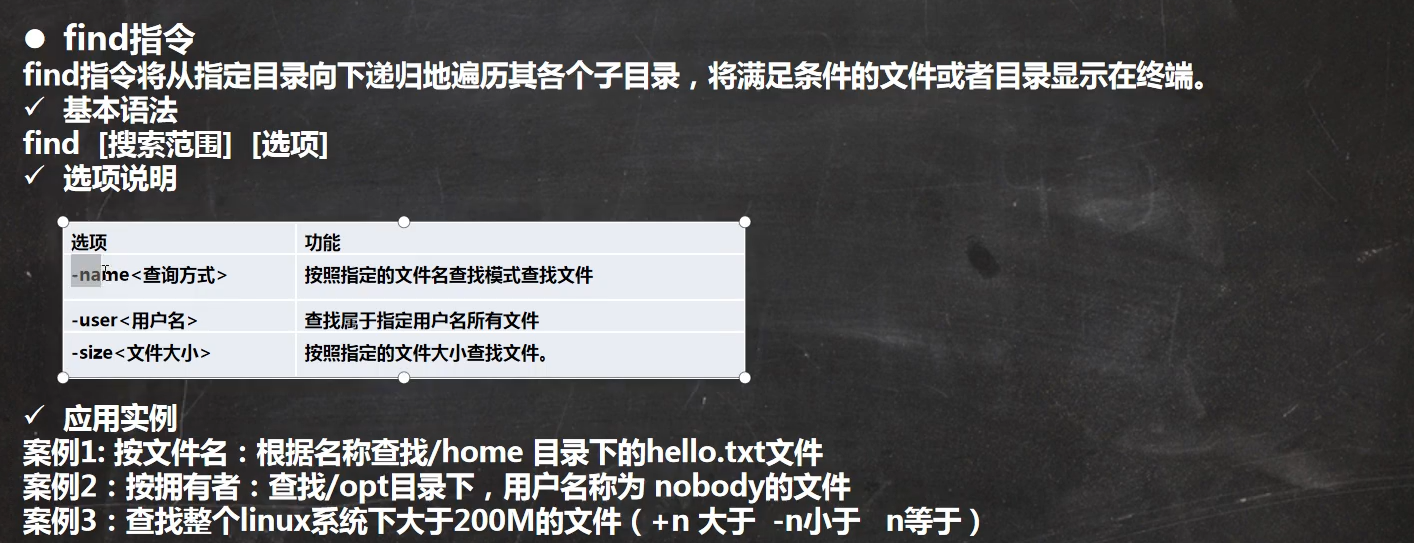 ● find指令
find指令将从指定目录向下递归地遍历其各个子目录，将满足条件的文件或者目录显示在终端。
✓ 基本语法
find [搜索范围] [选项]
✓ 选项说明
选项 功能
-name<查询方式> 按照指定的文件名查找模式查找文件
-user<用户名> 查找属于指定用户名所有文件
-size<文件大小> 按照指定的文件大小查找文件。
✓ 应用实例
案例1: 按文件名：根据名称查找/home 目录下的hello.txt文件
案例2：按拥有者：查找/opt目录下，用户名称为 nobody的文件
案例3：查找整个linux系统下大于200M的文件（+n 大于 -n小于 n等于）